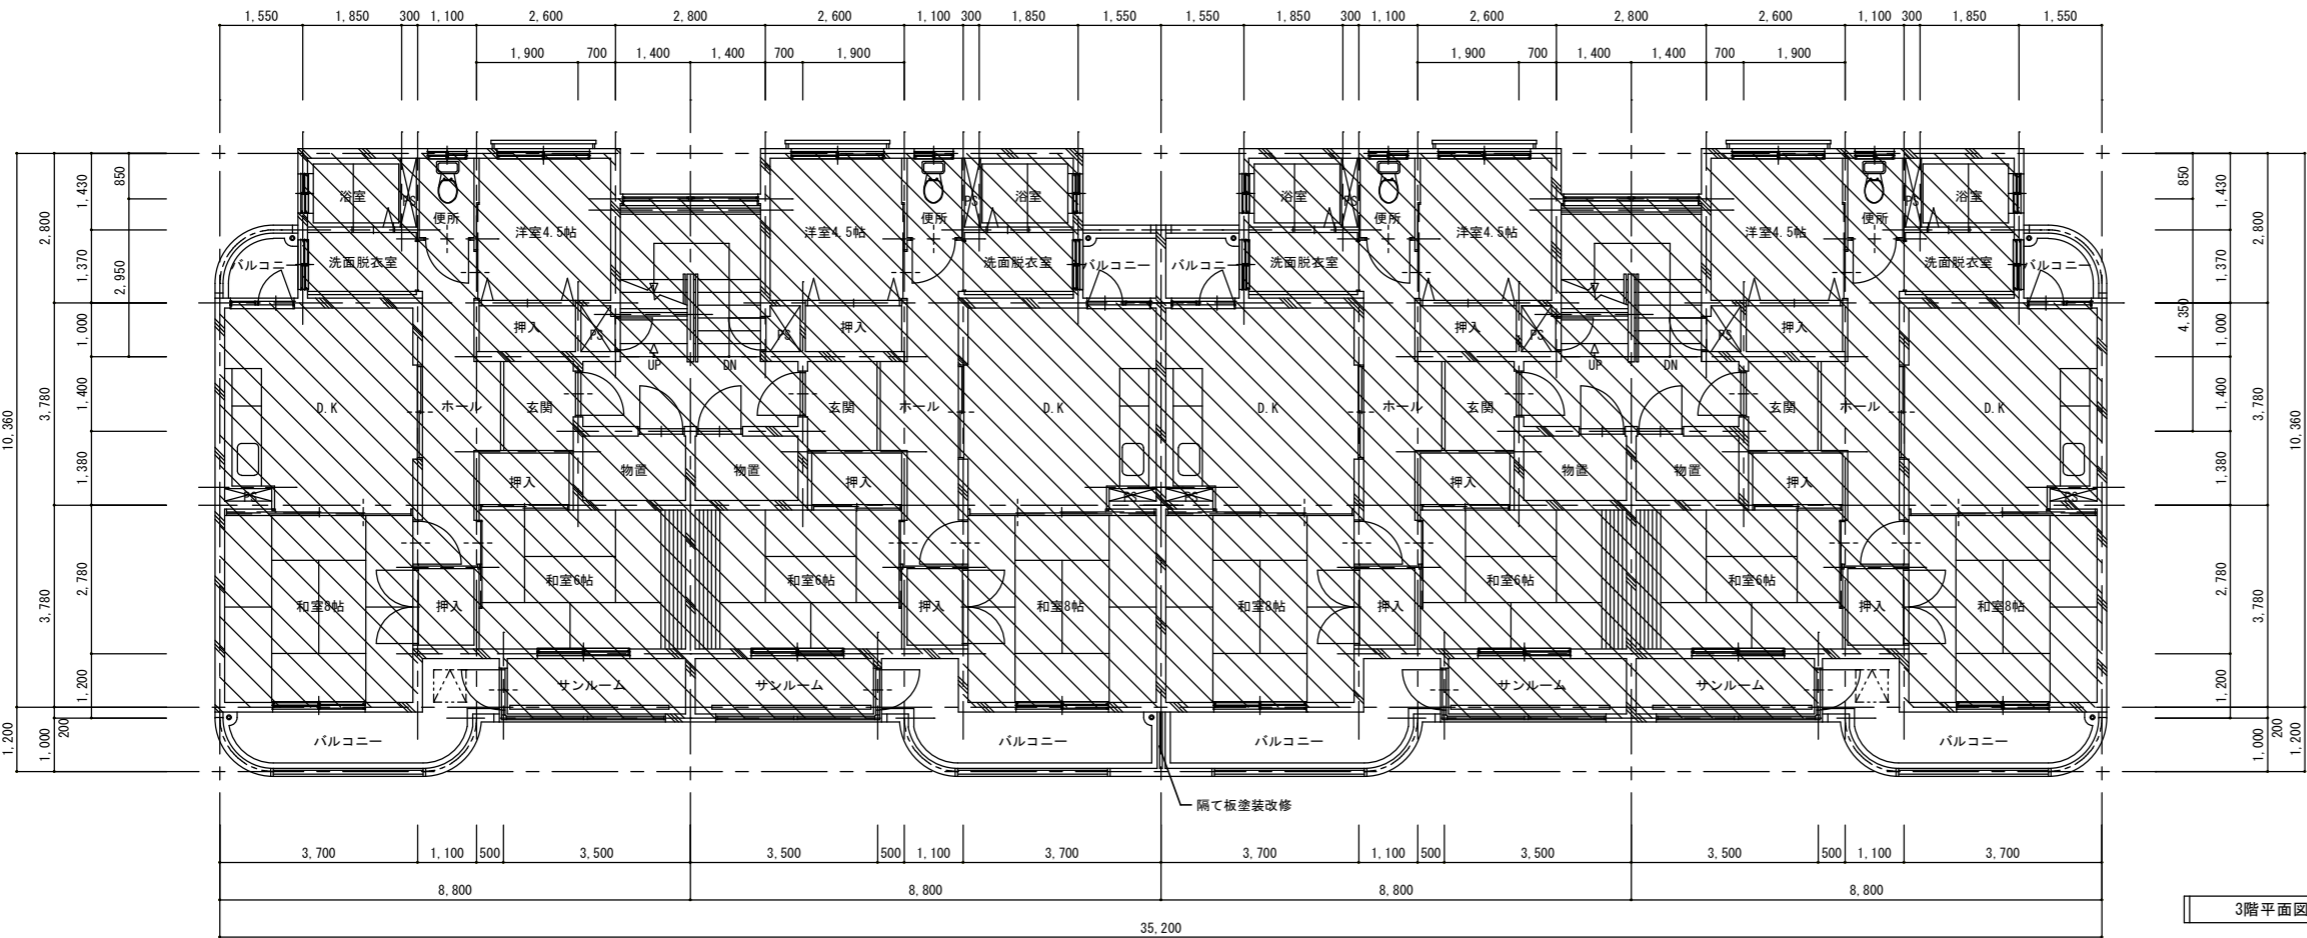 1,550 1,850 300 1,100 2,600 2,800 2,600 1,100 300 1,850 1,550 1,550 1,850 300 1,100 2,600 2,800 2,600 1,100 300 1,850 1,550
1,900 700 1,400 1,400 700 1,900 1,900 700 1,400 1,400 700 1,900
10,360
1,200
2,800
3,780
3,780
1,000
200
1,430
1,370
1,000
1,400
1,380
2,780
1,200
850
2,950
浴室 PS 便所 洋室4.5帖 洋室4.5帖 便所 PS 浴室 浴室 PS 便所 洋室4.5帖 洋室4.5帖 便所 PS 浴室
バルコニー 洗面脱衣室 洗面脱衣室 バルコニー バルコニー 洗面脱衣室 洗面脱衣室 バルコニー
押入 PS PS 押入 押入 PS PS 押入
UP DN UP DN
D.K ホール 玄関 玄関 ホール D.K D.K ホール 玄関 玄関 ホール D.K
押入 物置 物置 押入 押入 物置 物置 押入
PS PS PS PS
和室8帖 押入 和室6帖 和室6帖 押入 和室8帖 和室8帖 押入 和室6帖 和室6帖 押入 和室8帖
サンルーム サンルーム サンルーム サンルーム
バルコニー バルコニー バルコニー バルコニー
隔て板塗装改修
850
4,350
1,430
1,370
1,000
1,400
1,380
2,780
1,200
2,800
3,780
3,780
1,000
200
10,360
1,200
3,700 1,100 500 3,500 3,500 500 1,100 3,700 3,700 1,100 500 3,500 3,500 500 1,100 3,700
8,800 8,800 8,800 8,800
35,200
3階平面図